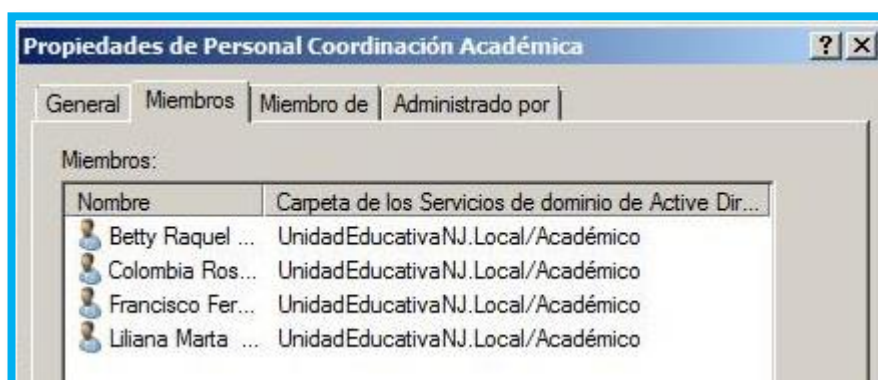 Propiedades de Personal Coordinación Académica
General Miembros Miembro de Administrado por
Miembros:
Nombre Carpeta de los Servicios de dominio de Active Dir...
Betty Raquel ... UnidadEducativaNJ.Local/Académico
Colombia Ros... UnidadEducativaNJ.Local/Académico
Francisco Fer... UnidadEducativaNJ.Local/Académico
Liliana Marta ... UnidadEducativaNJ.Local/Académico